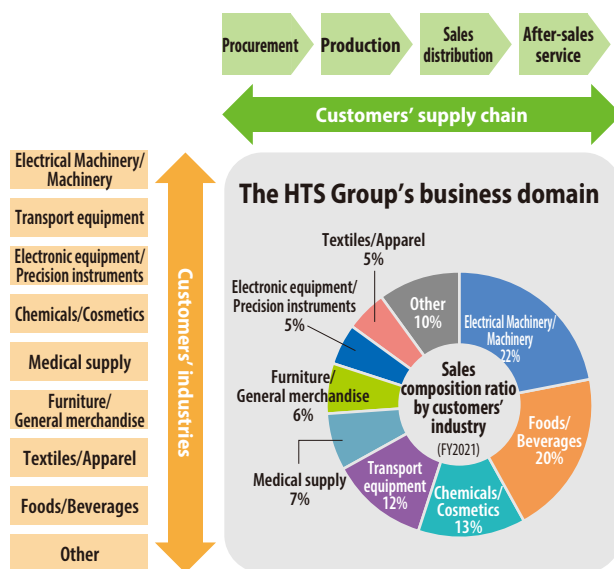 Procurement
Production
Sales
distribution
After-sales
service
Customers' supply chain
Electrical Machinery/
Machinery
Transport equipment
Electronic equipment/
Precision instruments
Chemicals/Cosmetics
Medical supply
Furniture/
General merchandise
Textiles/Apparel
Foods/Beverages
Other
Customers' industries
The HTS Group's business domain
Textiles/Apparel
5%
Electronic equipment/
Precision instruments
5%
Furniture/
General merchandise
6%
Medical supply
7%
Other
10%
Electrical Machinery/
Machinery
22%
Foods/
Beverages
20%
Chemicals/
Cosmetics
13%
Transport
equipment
12%
Sales
composition ratio
by customers'
industry
(FY2021)